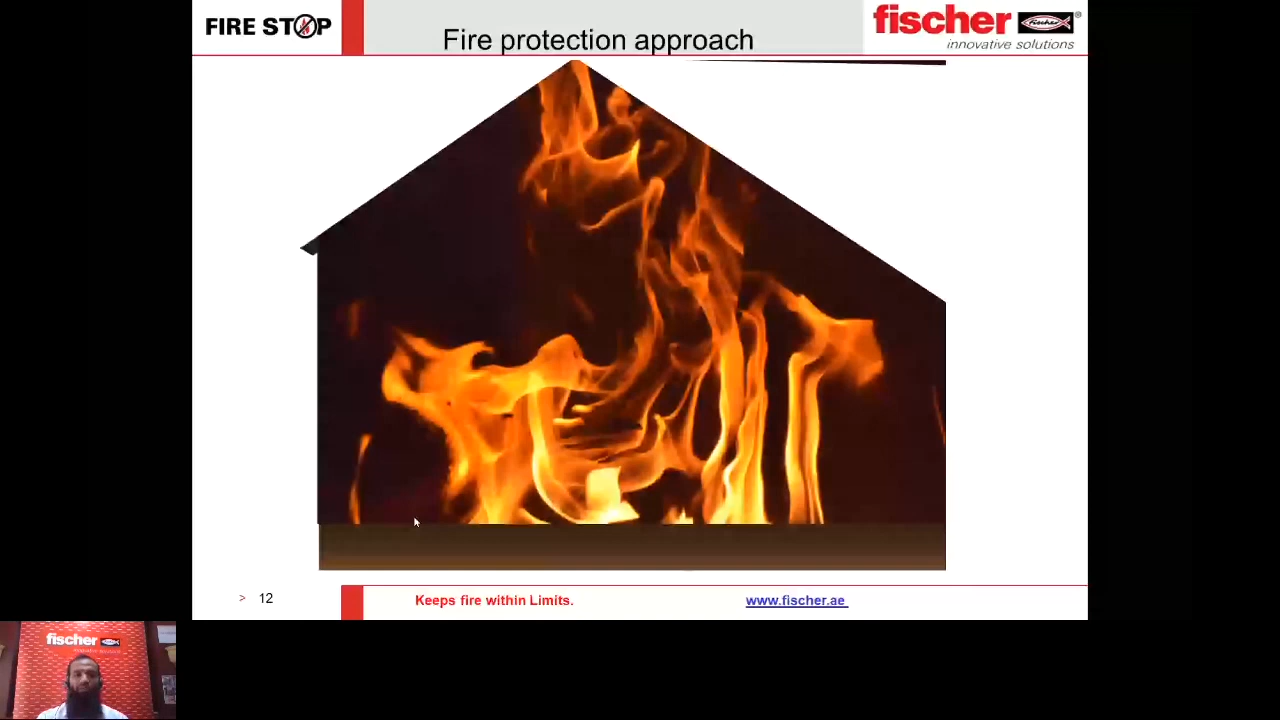 FIRE STOP
Fire protection approach
fischer
innovative solutions
> 12
Keeps fire within Limits.
www.fischer.ae
fischer